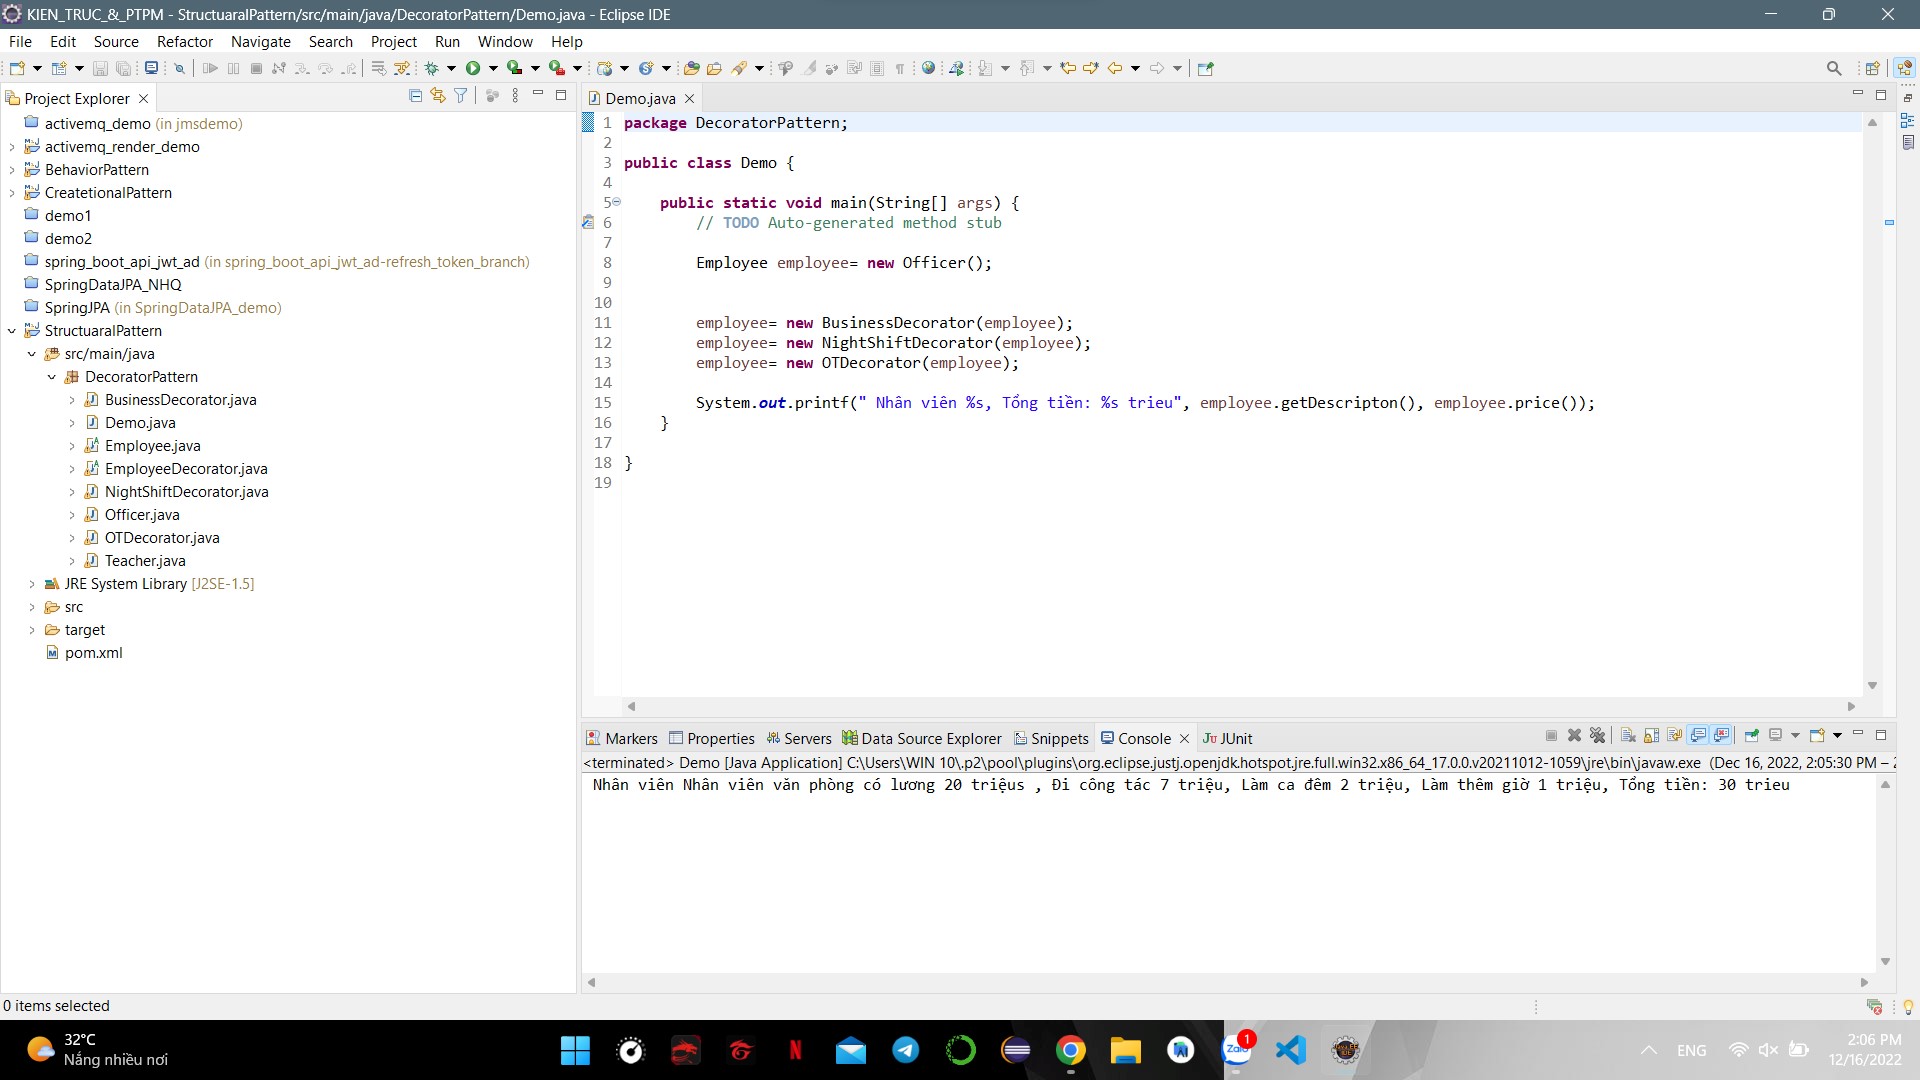 KIEN_TRUC_&_PTPM - StructuaralPattern/src/main/java/DecoratorPattern/Demo.java - Eclipse IDE
File Edit Source Refactor Navigate Search Project Run Window Help
Project Explorer
activemq_demo (in jmsdemo)
activemq_render_demo
BehaviorPattern
CreatetionalPattern
demo1
demo2
spring_boot_api_jwt_ad (in spring_boot_api_jwt_ad-refresh_token_branch)
SpringDataJPA_NHQ
SpringJPA (in SpringDataJPA_demo)
StructuaralPattern
src/main/java
DecoratorPattern
BusinessDecorator.java
Demo.java
Employee.java
EmployeeDecorator.java
NightShiftDecorator.java
Officer.java
OTDecorator.java
Teacher.java
JRE System Library [J2SE-1.5]
src
target
pom.xml
Demo.java
1 package DecoratorPattern;
2
3 public class Demo {
4
5 public static void main(String[] args) {
6 // TODO Auto-generated method stub
7
8 Employee employee= new Officer();
9
10
11 employee= new BusinessDecorator(employee);
12 employee= new NightShiftDecorator(employee);
13 employee= new OTDecorator(employee);
14
15 System.out.printf(" Nhân viên %s, Tổng tiền: %s trieu", employee.getDescripton(), employee.price());
16 }
17
18 }
19
Markers Properties Servers Data Source Explorer Snippets Console Ju JUnit
<terminated> Demo [Java Application] C:\Users\WIN 10\.p2\pool\plugins\org.eclipse.justj.openjdk.hotspot.jre.full.win32.x86_64_17.0.0.v20211012-1059\jre\bin\javaw.exe (Dec 16, 2022, 2:05:30 PM –
Nhân viên Nhân viên văn phòng có lương 20 triệus , Đi công tác 7 triệu, Làm ca đêm 2 triệu, Làm thêm giờ 1 triệu, Tổng tiền: 30 trieu
0 items selected
32°C
Nắng nhiều nơi
N
Zalo
1
ENG
2:06 PM
12/16/2022